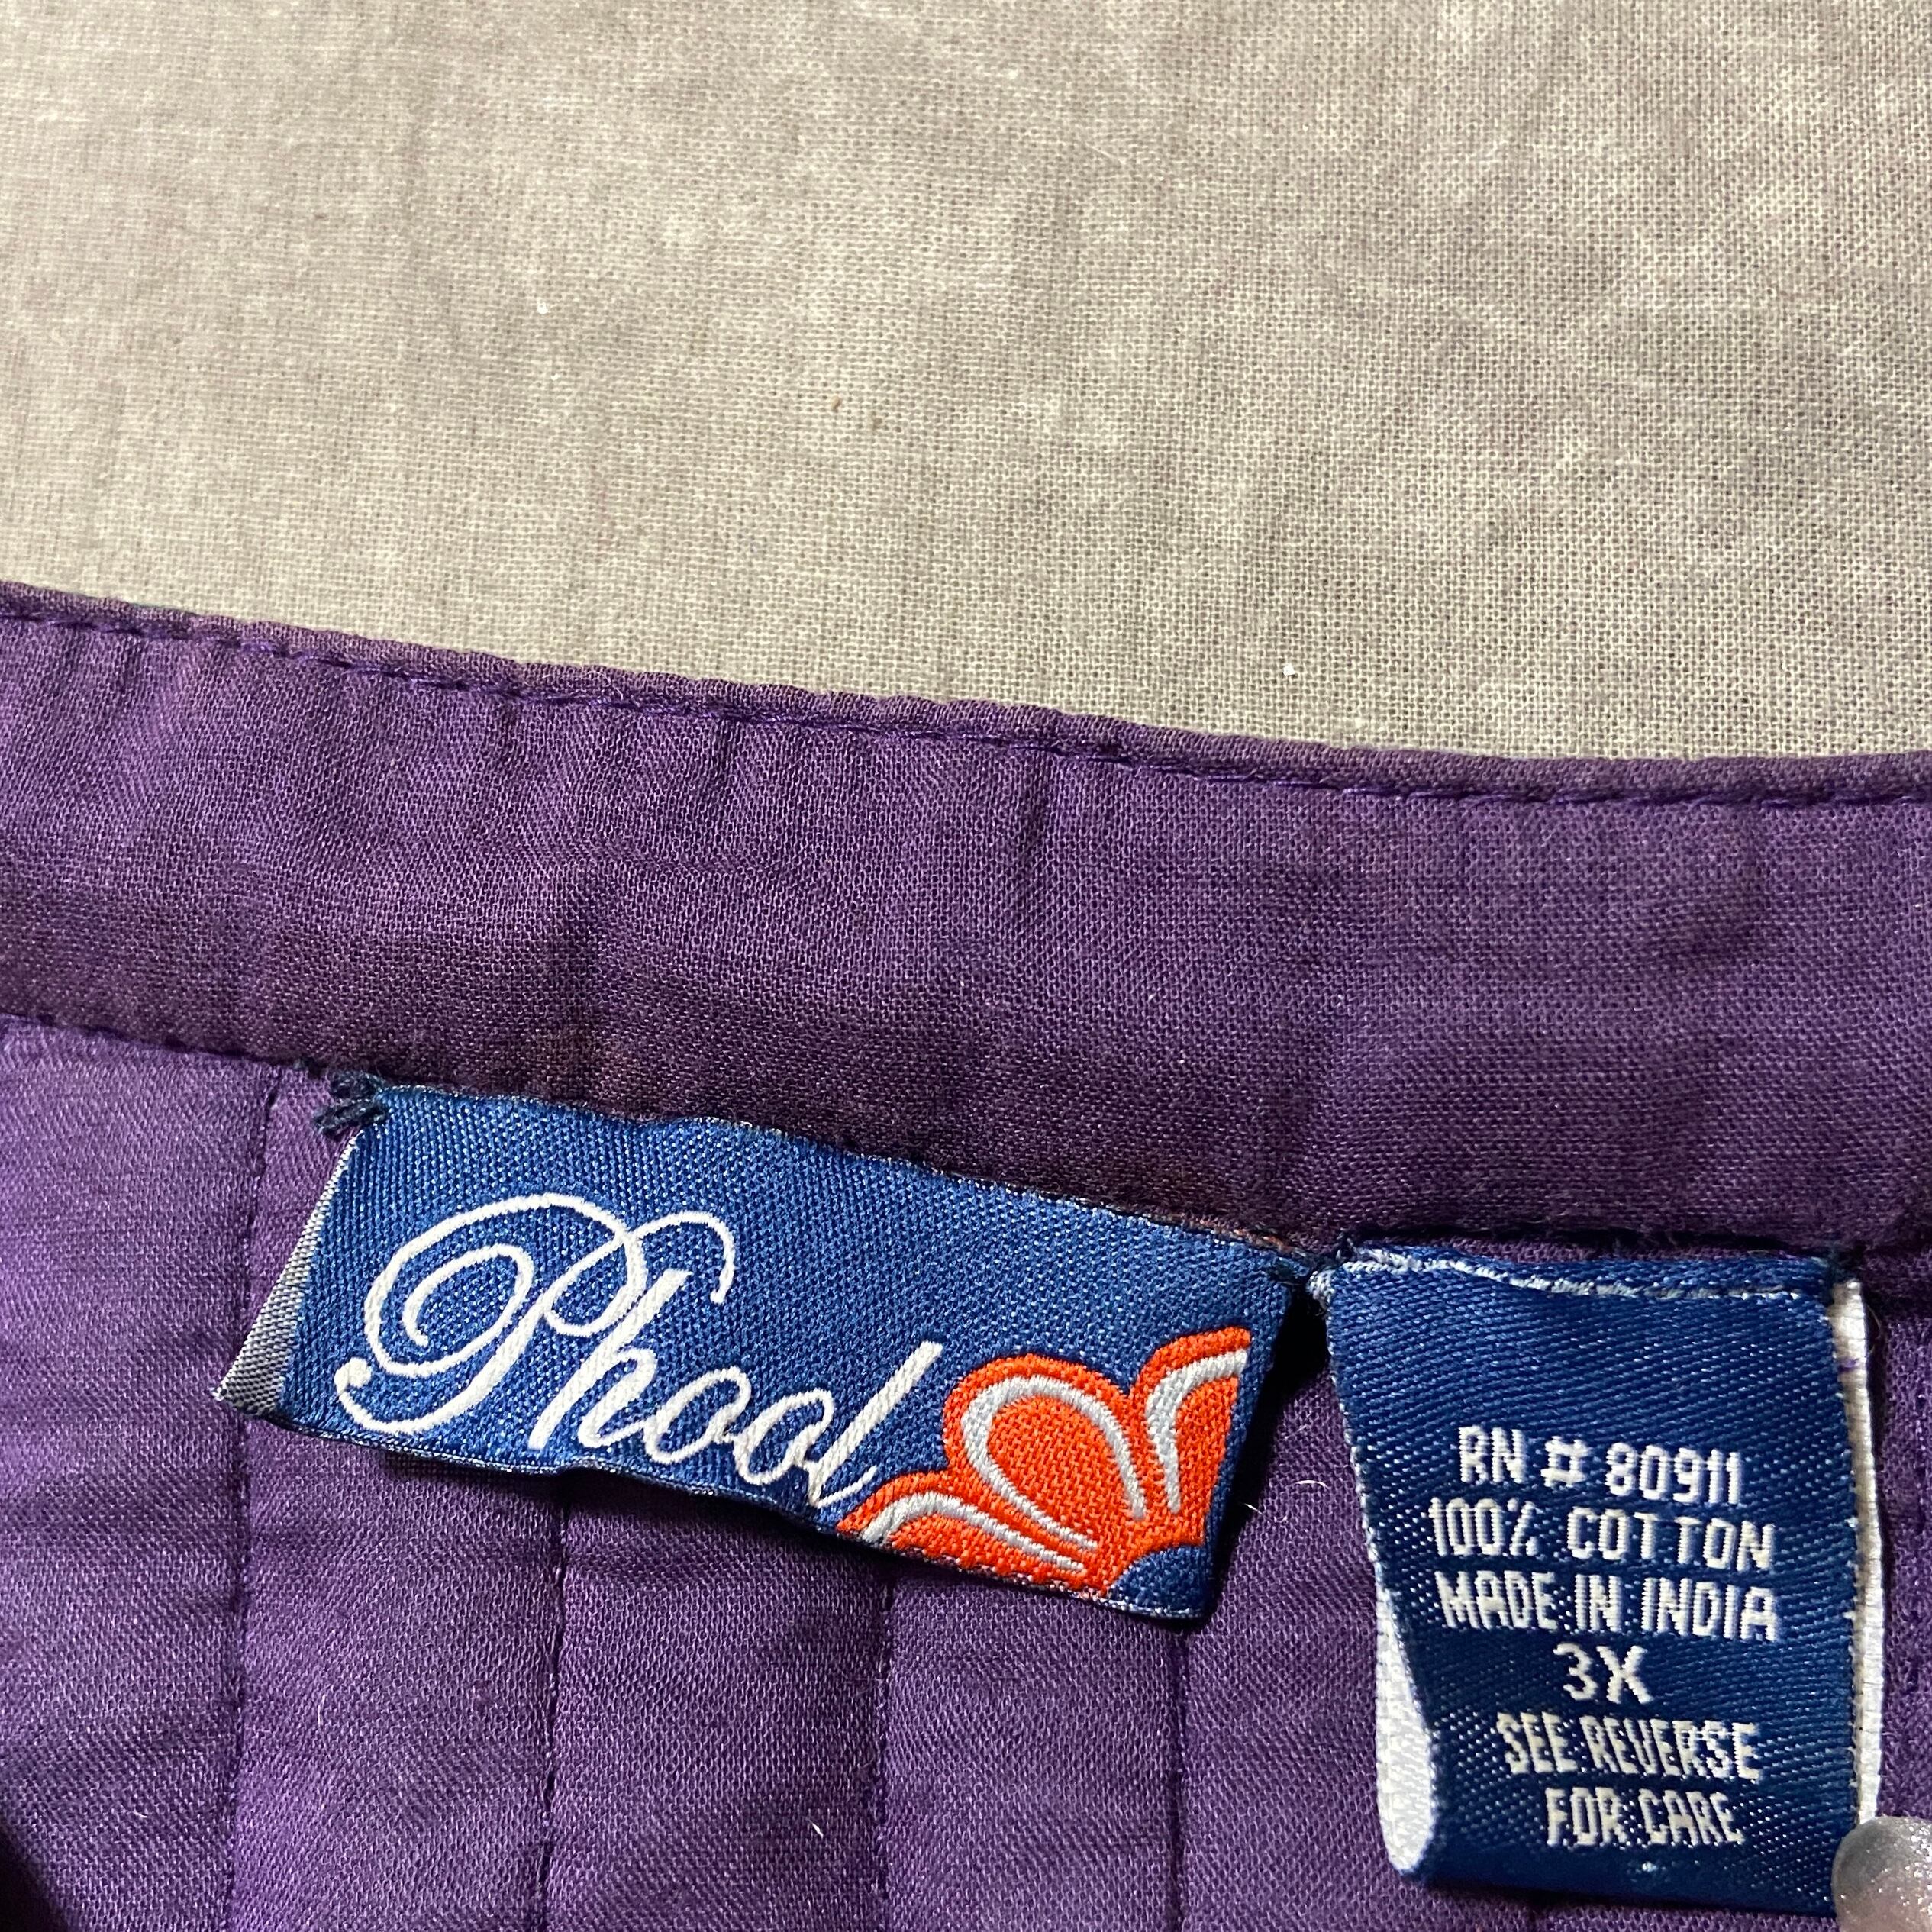 Phool
RN # 80911
100% COTTON
MADE IN INDIA
3X
SEE REVERSE
FOR CARE